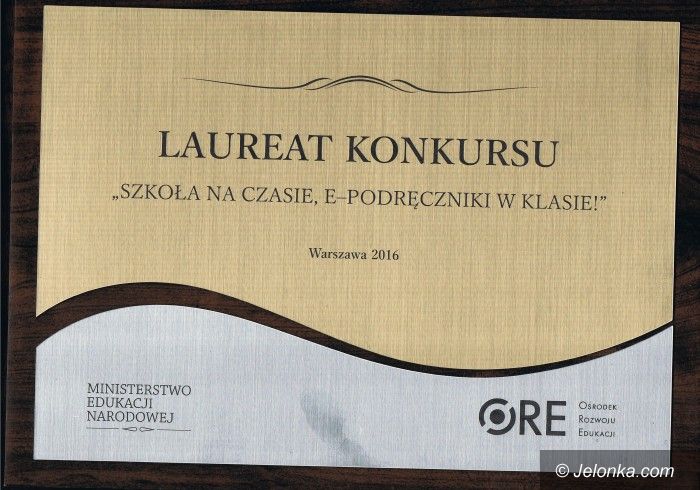 LAUREAT KONKURSU
„SZKOŁA NA CZASIE, E–PODRĘCZNIKI W KLASIE!”
Warszawa 2016
MINISTERSTWO
EDUKACJI
NARODOWEJ
ORE
OŚRODEK
ROZWOJU
EDUKACJI
© Jelonka.com